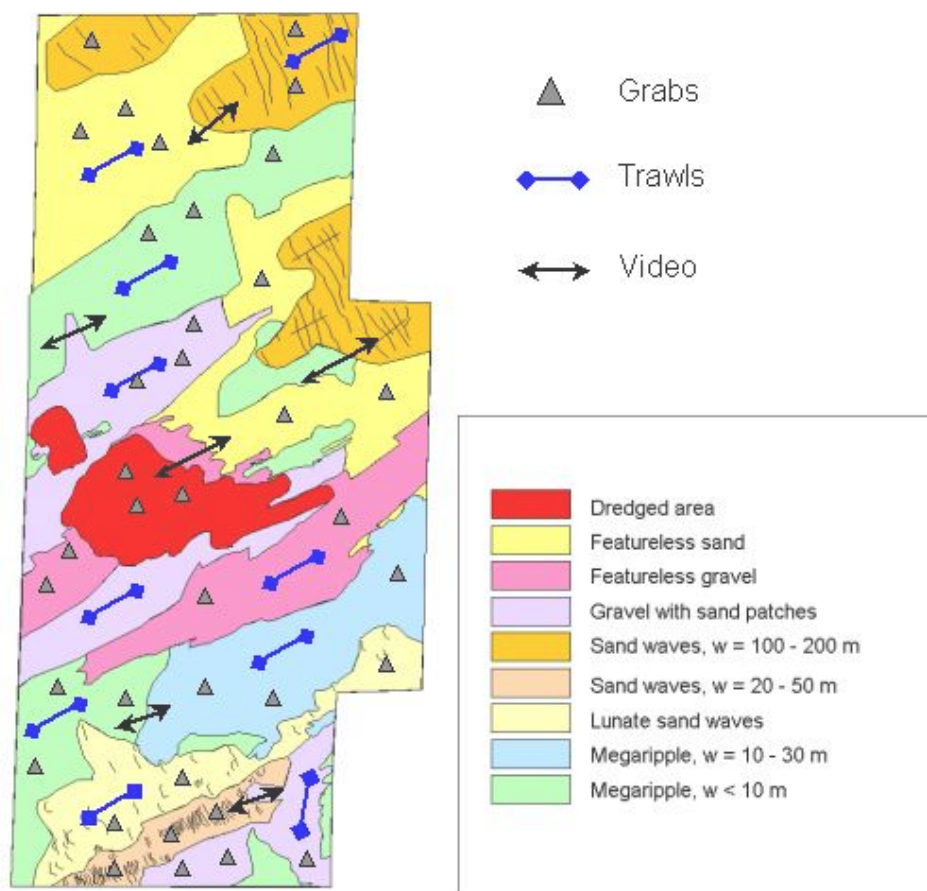 Grabs
Trawls
Video
Dredged area
Featureless sand
Featureless gravel
Gravel with sand patches
Sand waves, w = 100 - 200 m
Sand waves, w = 20 - 50 m
Lunate sand waves
Megaripple, w = 10 - 30 m
Megaripple, w < 10 m